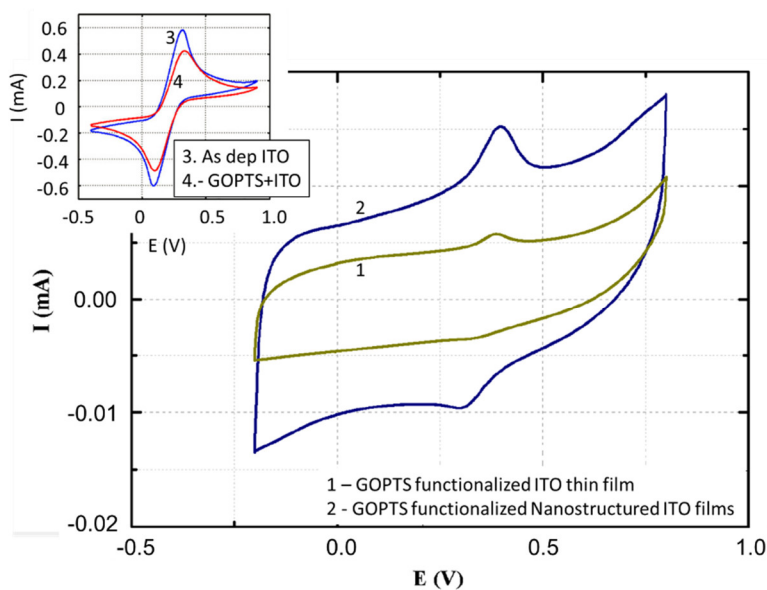 0.6
0.4
0.2
0
-0.2
-0.4
-0.6
I (mA)
3
4
3. As dep ITO
4.- GOPTS+ITO
-0.5
0
0.5
1.0
E (V)
2
1
0.00
-0.01
-0.02
I (mA)
1 – GOPTS functionalized ITO thin film
2 - GOPTS functionalized Nanostructured ITO films
-0.5
0.0
0.5
1.0
E (V)